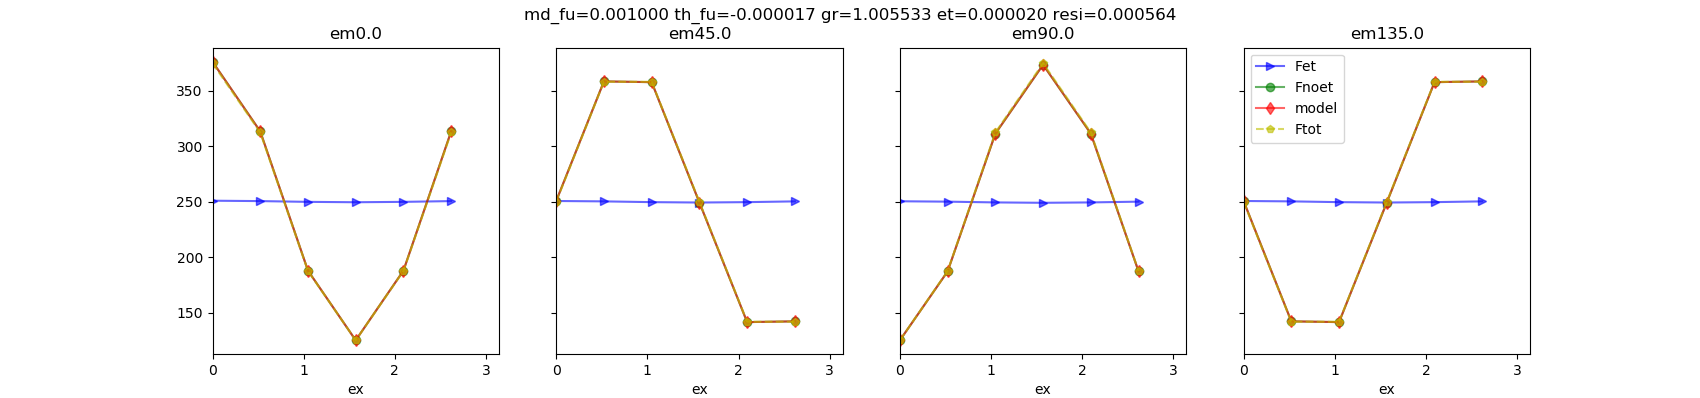 md_fu=0.001000 th_fu=-0.000017 gr=1.005533 et=0.000020 resi=0.000564
em0.0 em45.0 em90.0 em135.0
350
300
250
200
150
Fet
Fnoet
model
Ftot
0 1 2 3 0 1 2 3 0 1 2 3 0 1 2 3
ex ex ex ex